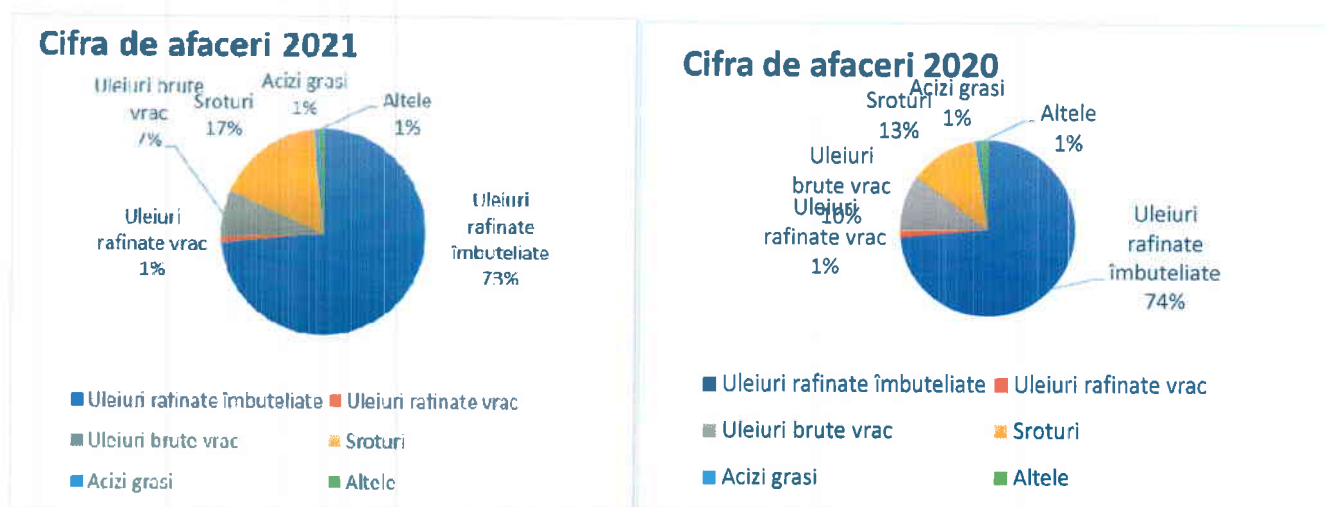 Cifra de afaceri 2021
Uleiuri brute
vrac
7%
Sroturi
17%
Acizi grasi
1%
Altele
1%
Uleiuri
rafinate vrac
1%
Uleiuri
rafinate
îmbuteliate
73%
Uleiuri rafinate îmbuteliate
Uleiuri rafinate vrac
Uleiuri brute vrac
Sroturi
Acizi grasi
Altele
Cifra de afaceri 2020
Acizi grasi
1%
Sroturi
13%
Altele
1%
Uleiuri
brute vrac
10%
Uleiuri
rafinate vrac
1%
Uleiuri
rafinate
îmbuteliate
74%
Uleiuri rafinate îmbuteliate
Uleiuri rafinate vrac
Uleiuri brute vrac
Sroturi
Acizi grasi
Altele